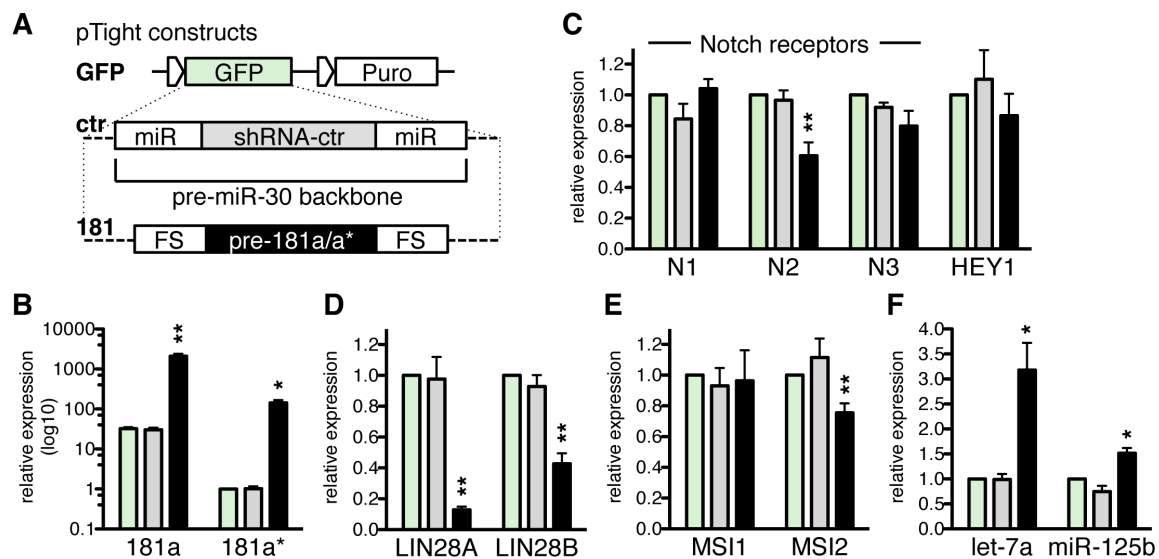 A
pTight constructs
GFP GFP Puro
ctr miR shRNA-ctr miR
pre-miR-30 backbone
181 FS pre-181a/a* FS
C
Notch receptors
relative expression
1.2
1.0
0.8
0.6
0.4
0.2
0.0
**
N1 N2 N3 HEY1
B
relative expression
(log10)
10000
1000
100
10
1
0.1
**
*
181a 181a*
D
relative expression
1.2
1.0
0.8
0.6
0.4
0.2
0.0
**
**
LIN28A LIN28B
E
relative expression
1.2
1.0
0.8
0.6
0.4
0.2
0.0
**
MSI1 MSI2
F
relative expression
4.0
3.5
3.0
2.5
2.0
1.5
1.0
0.5
0.0
*
*
let-7a miR-125b